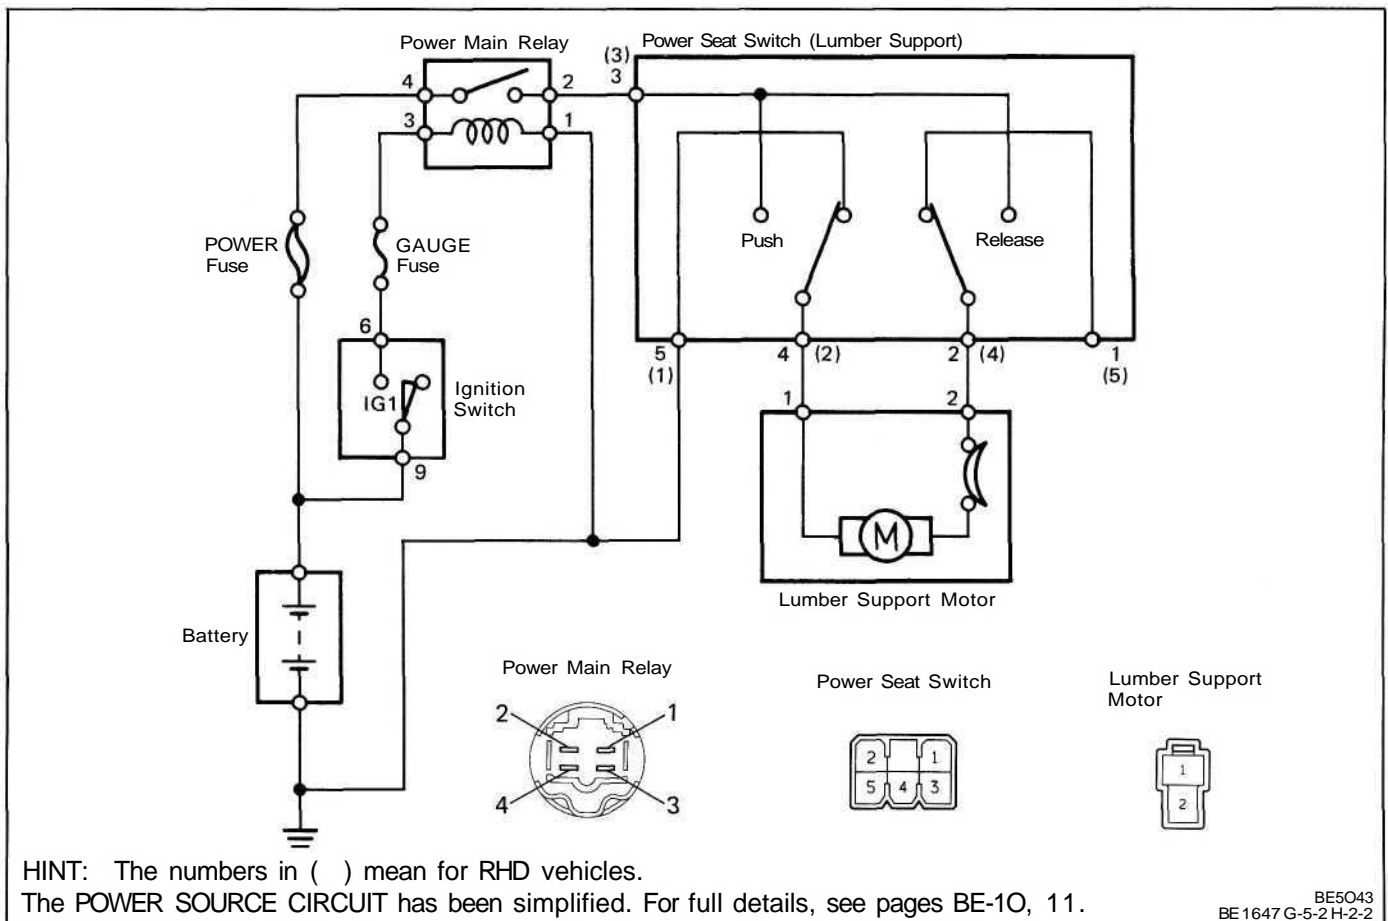 Power Main Relay
Power Seat Switch (Lumber Support)
(3)
4
2
3
3
1
POWER
Fuse
GAUGE
Fuse
Push
Release
6
IG1
Ignition
Switch
9
5
(1)
4
(2)
2
(4)
1
(5)
1
2
M
Lumber Support Motor
Battery
Power Main Relay
2
1
4
3
Power Seat Switch
2
1
5
4
3
Lumber Support
Motor
1
2
HINT: The numbers in ( ) mean for RHD vehicles.
The POWER SOURCE CIRCUIT has been simplified. For full details, see pages BE-1O, 11.
BE5O43
BE1647 G-5-2 H-2-2